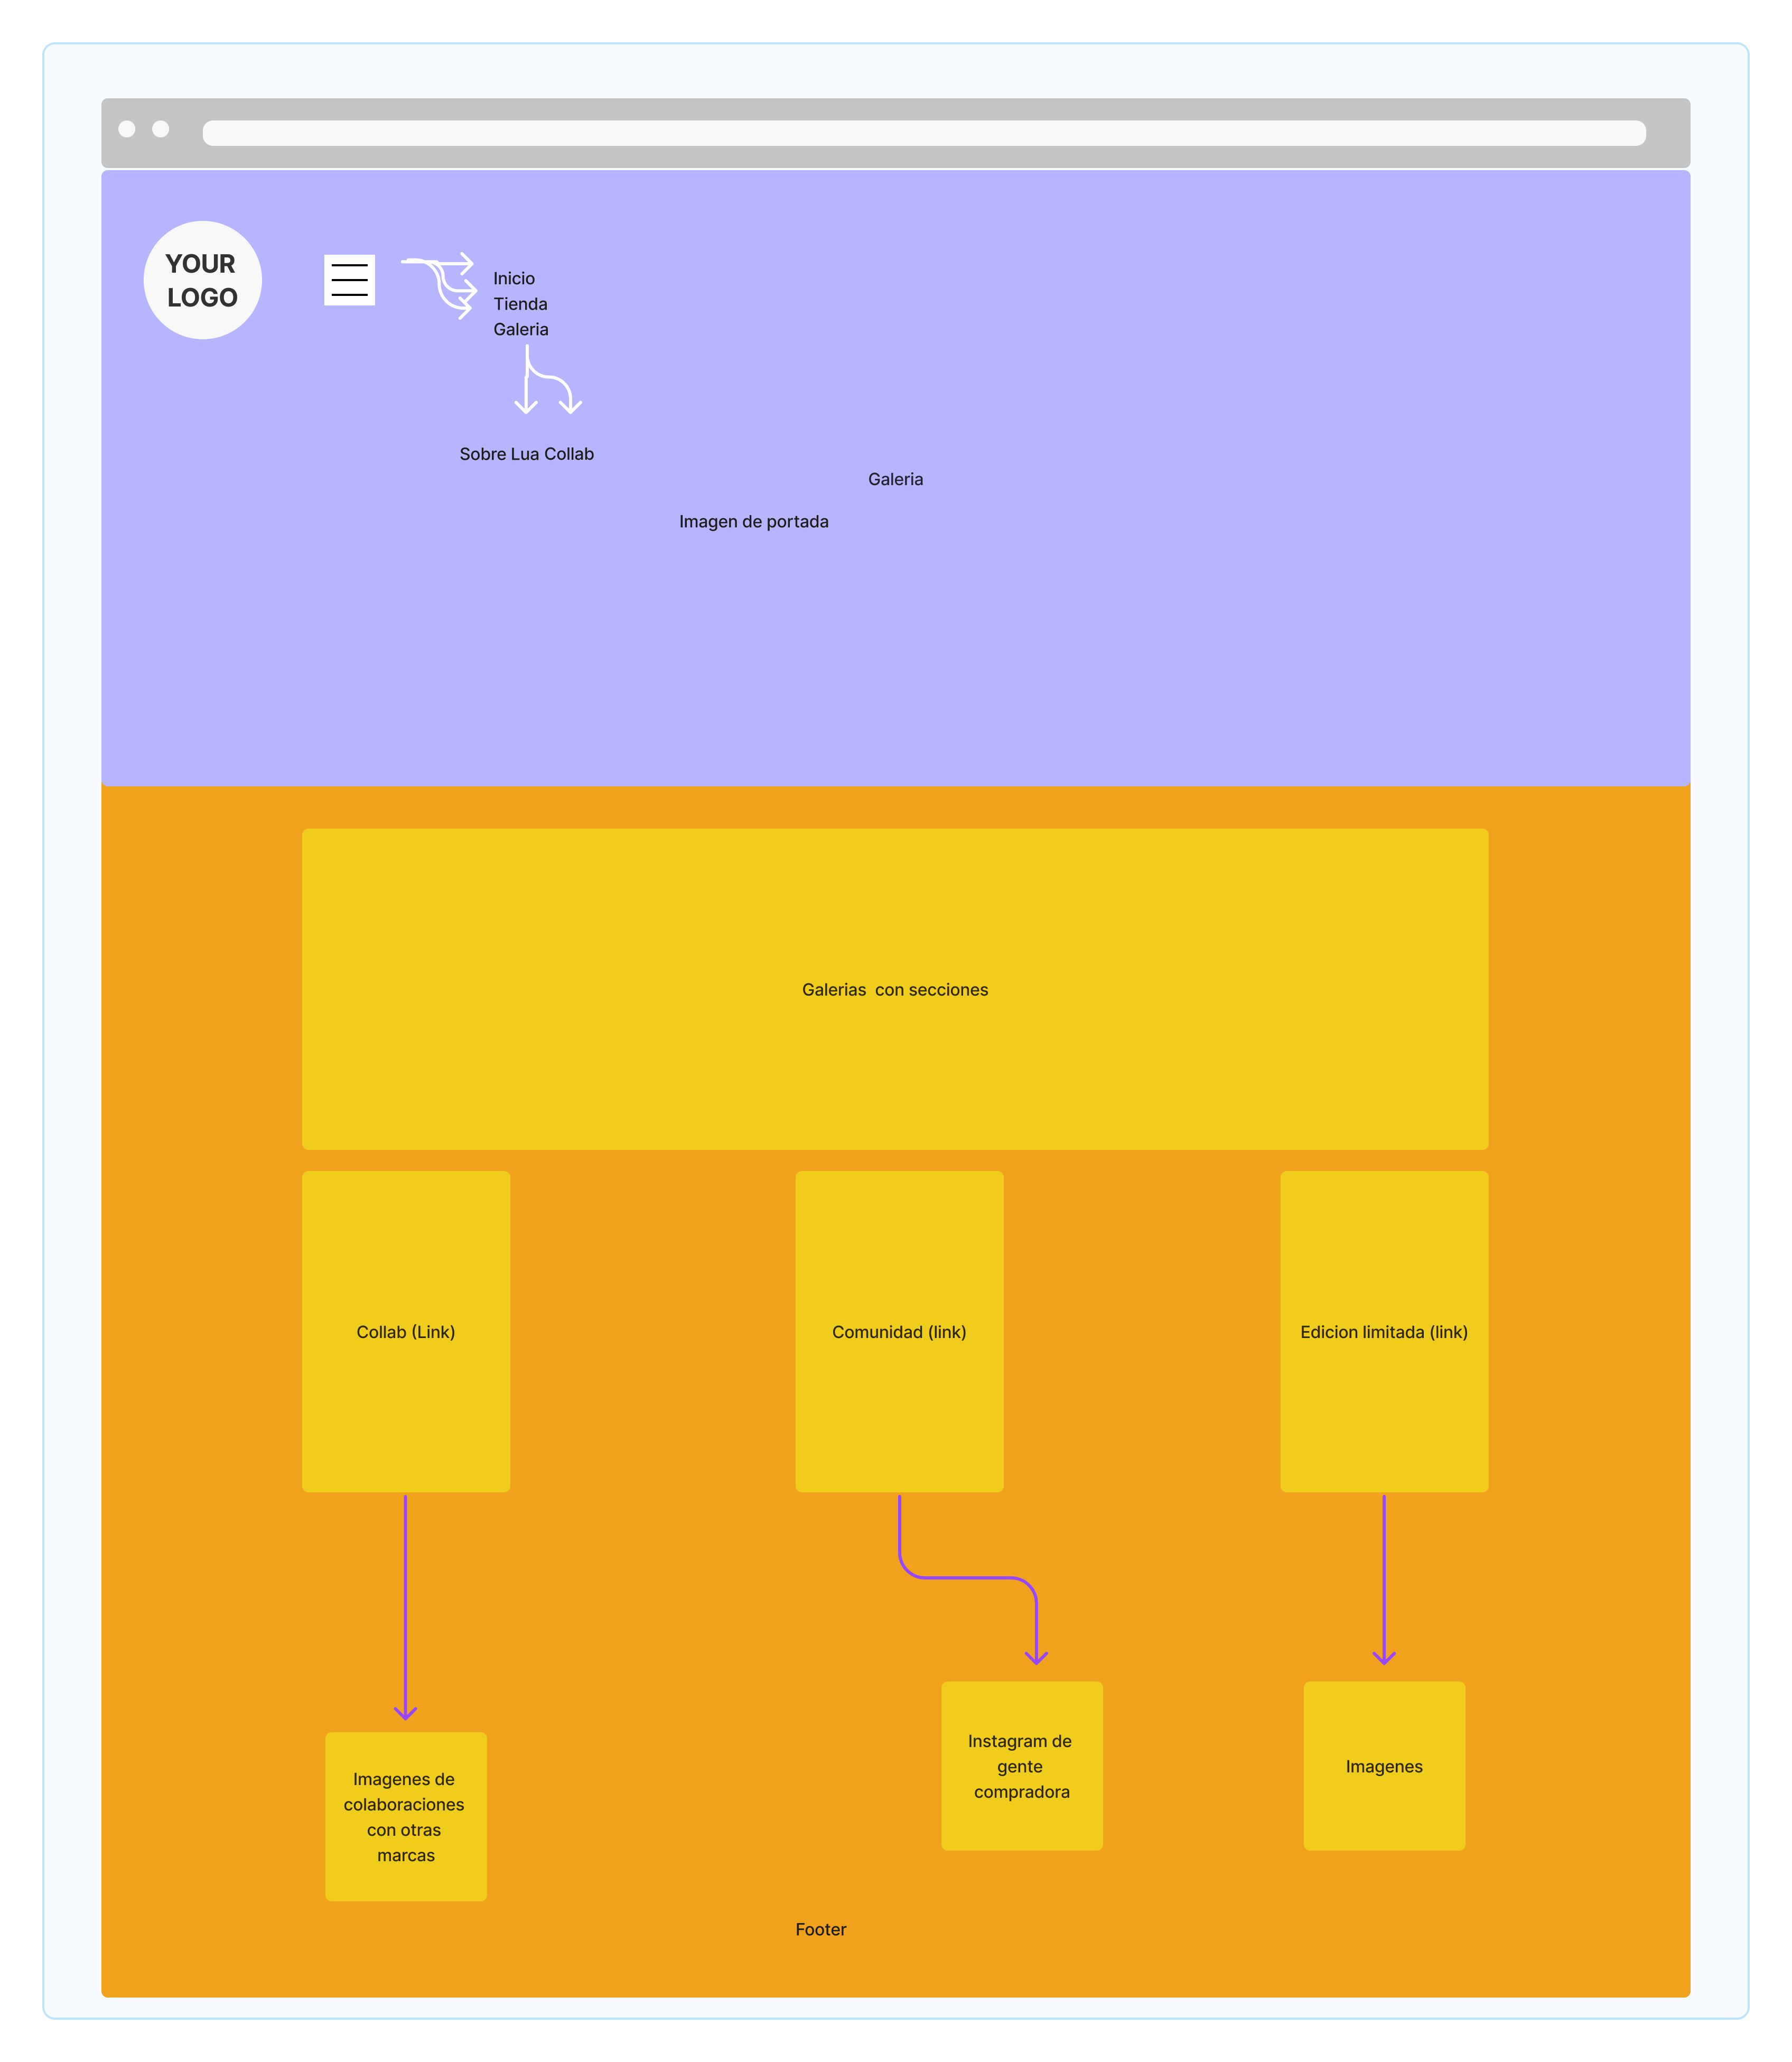 YOUR
LOGO
Inicio
Tienda
Galeria
Sobre Lua Collab
Galeria
Imagen de portada
Galerias  con secciones
Collab (Link)
Comunidad (link)
Edicion limitada (link)
Imagenes de
colaboraciones
con otras
marcas
Instagram de
gente
compradora
Imagenes
Footer